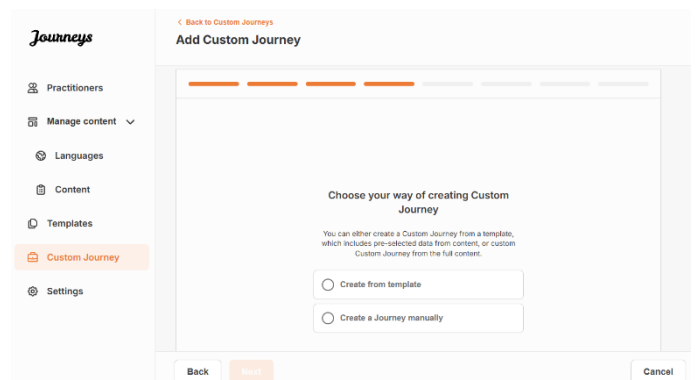 Journeys
Back to Custom Journeys
Add Custom Journey
Practitioners
Manage content
Languages
Content
Templates
Custom Journey
Settings
Choose your way of creating Custom
Journey
You can either create a Custom Journey from a template,
which includes pre-selected data from content, or custom
Custom Journey from the full content.
Create from template
Create a Journey manually
Back
Next
Cancel